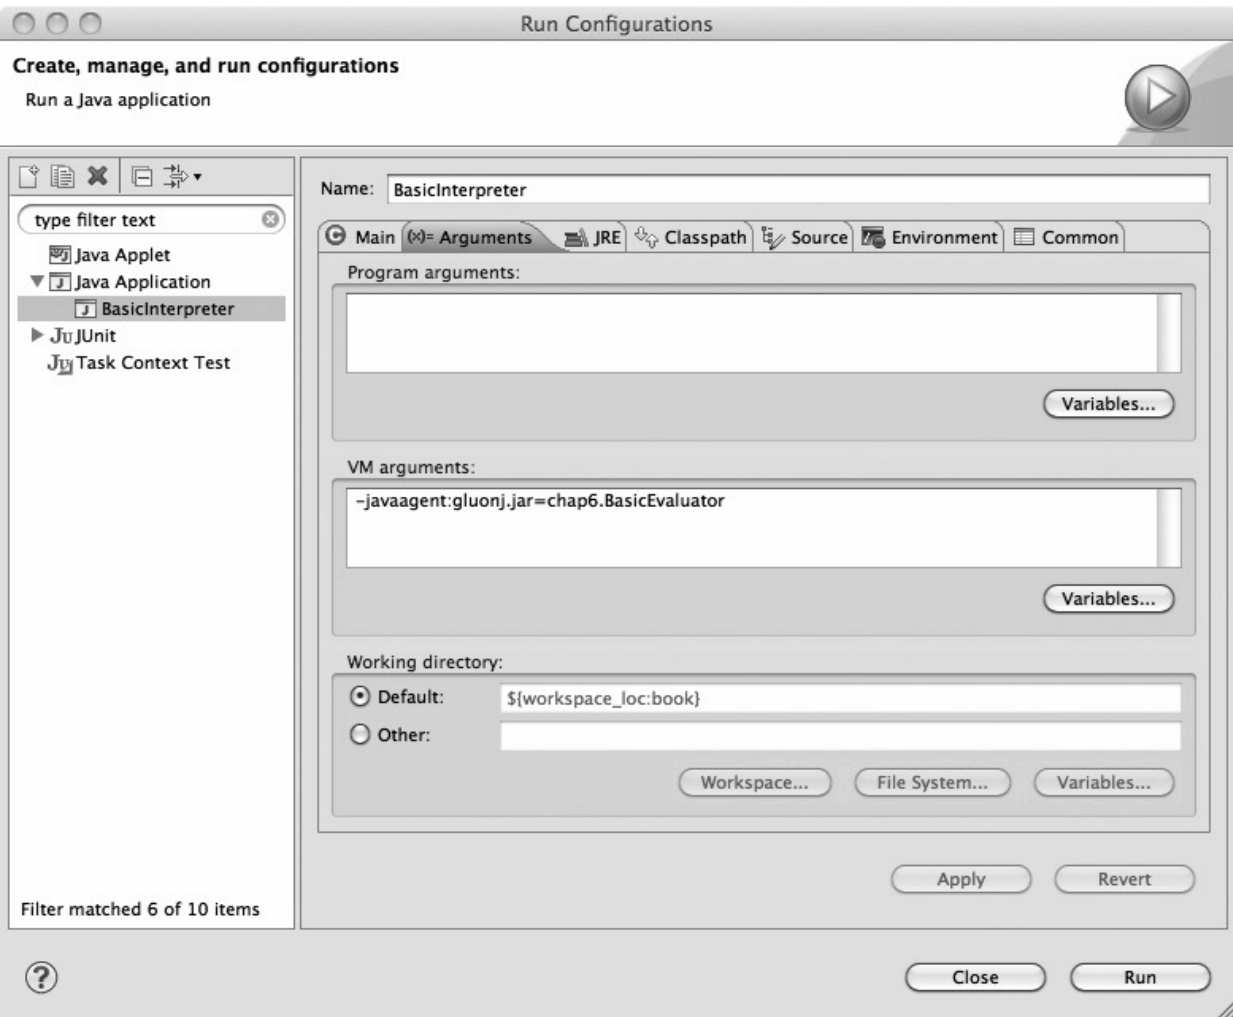 Run Configurations
Create, manage, and run configurations
Run a Java application
type filter text
Java Applet
Java Application
BasicInterpreter
JUnit
Task Context Test
Filter matched 6 of 10 items
Name: BasicInterpreter
Main (x)= Arguments JRE Classpath Source Environment Common
Program arguments:
Variables...
VM arguments:
-javaagent:gluonj.jar=chap6.BasicEvaluator
Variables...
Working directory:
Default: ${workspace_loc:book}
Other:
Workspace... File System... Variables...
Apply Revert
? Close Run